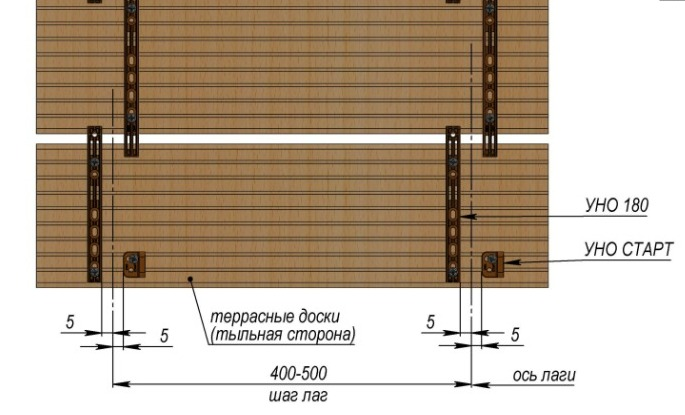 УНО 180
УНО СТАРТ
террасные доски
(тыльная сторона)
5
5
5
5
400-500
ось лаги
шаг лаг